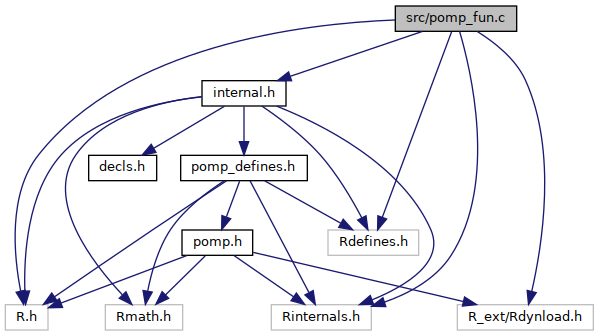 src/pomp_fun.c
internal.h
decls.h
pomp_defines.h
pomp.h
Rdefines.h
R.h
Rmath.h
Rinternals.h
R_ext/Rdynload.h